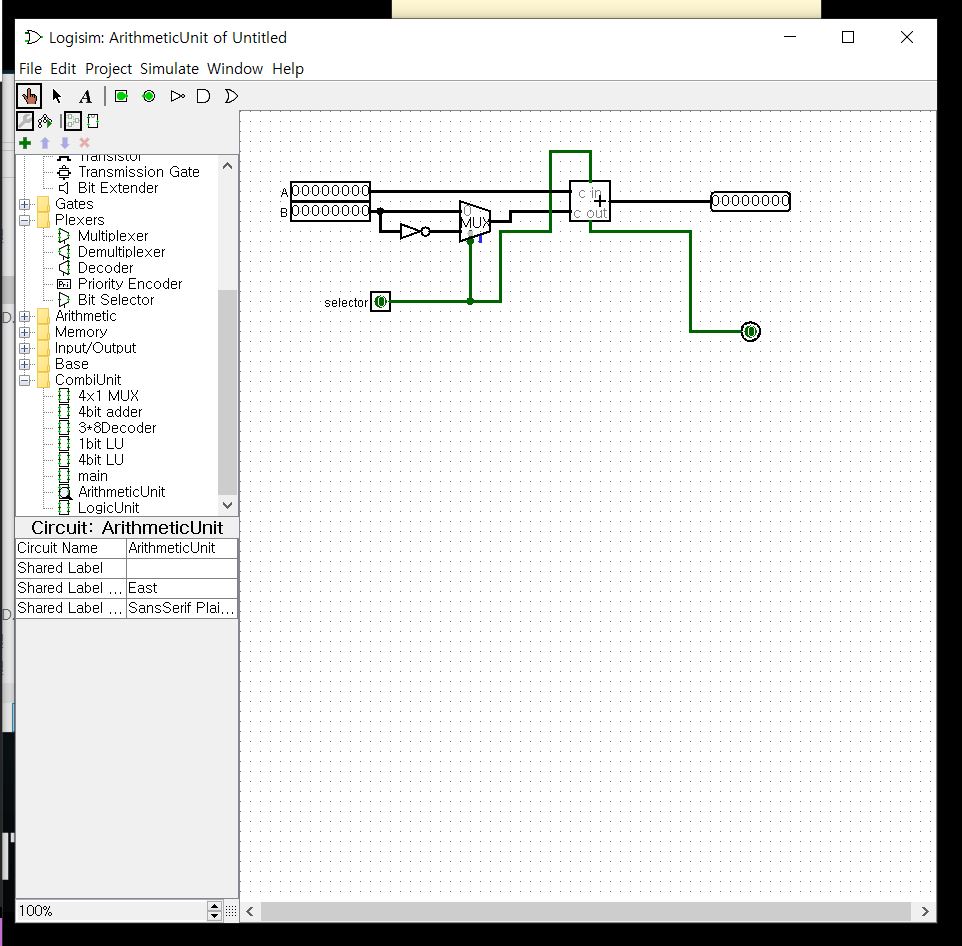 Logisim: ArithmeticUnit of Untitled
File Edit Project Simulate Window Help
A
Transistor
Transmission Gate
Bit Extender
Gates
Plexers
Multiplexer
Demultiplexer
Decoder
Pri Priority Encoder
Bit Selector
Arithmetic
Memory
Input/Output
Base
CombiUnit
4x1 MUX
4bit adder
3*8Decoder
1bit LU
4bit LU
main
ArithmeticUnit
LogicUnit
Circuit: ArithmeticUnit
Circuit Name ArithmeticUnit
Shared Label
Shared Label ... East
Shared Label ... SansSerif Plai...
100%
A 00000000
B 00000000
0
MUX
c in
+
c out
00000000
selector 0
0
D.
D.